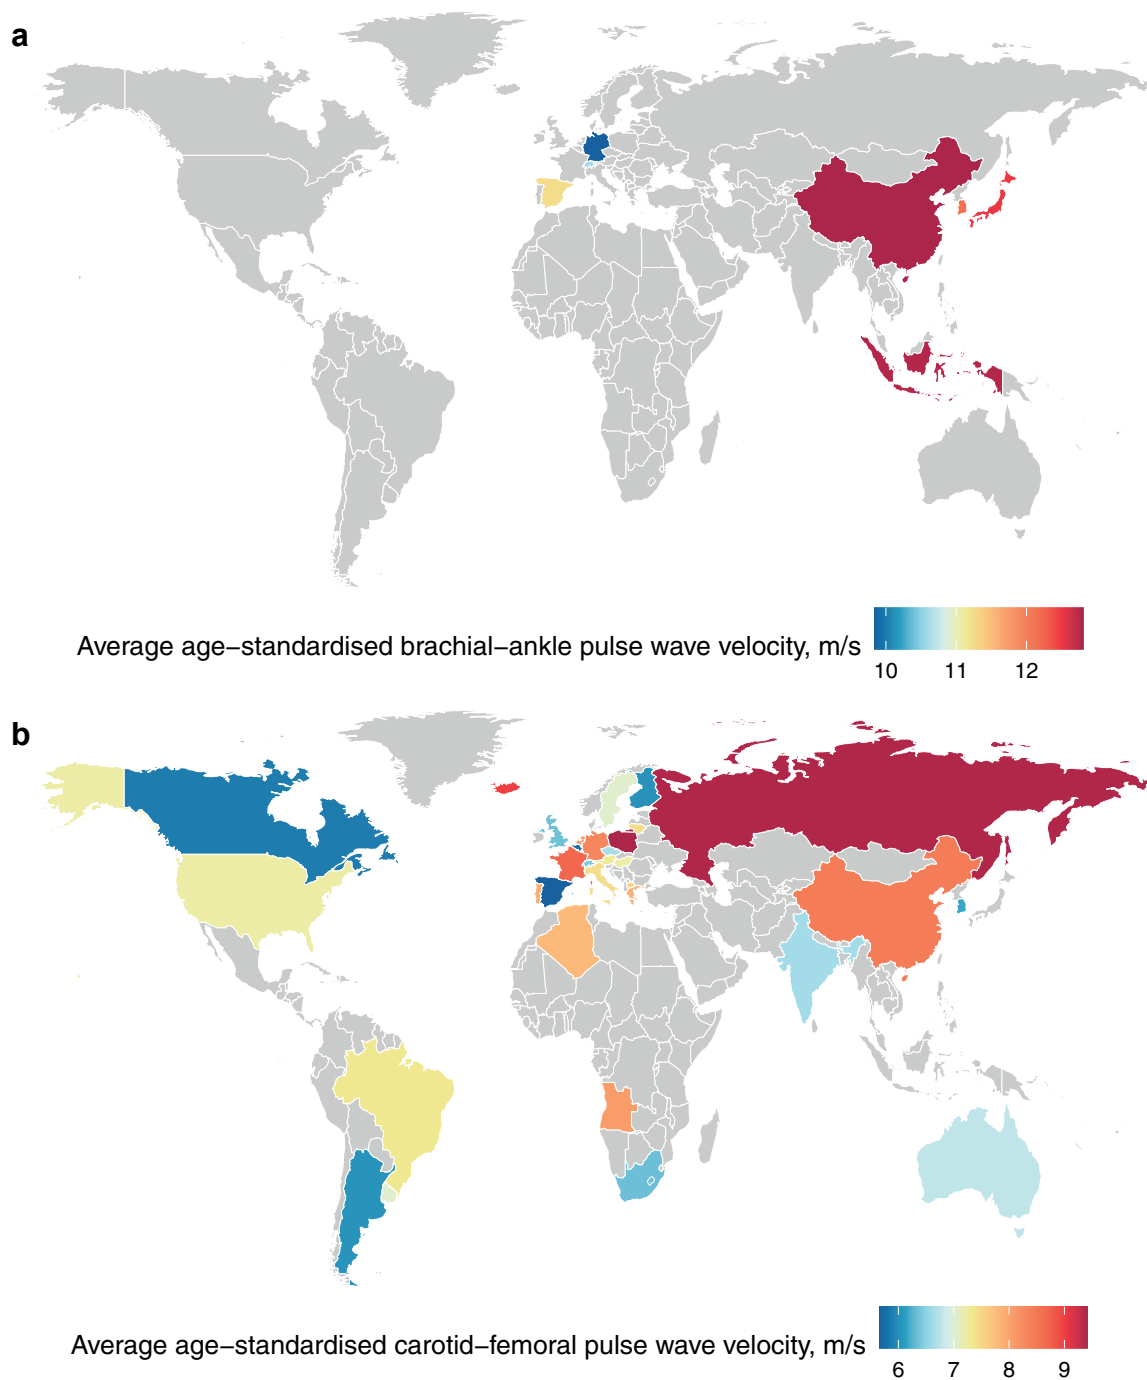 a
Average age−standardised brachial−ankle pulse wave velocity, m/s
10 11 12
b
Average age−standardised carotid−femoral pulse wave velocity, m/s
6 7 8 9